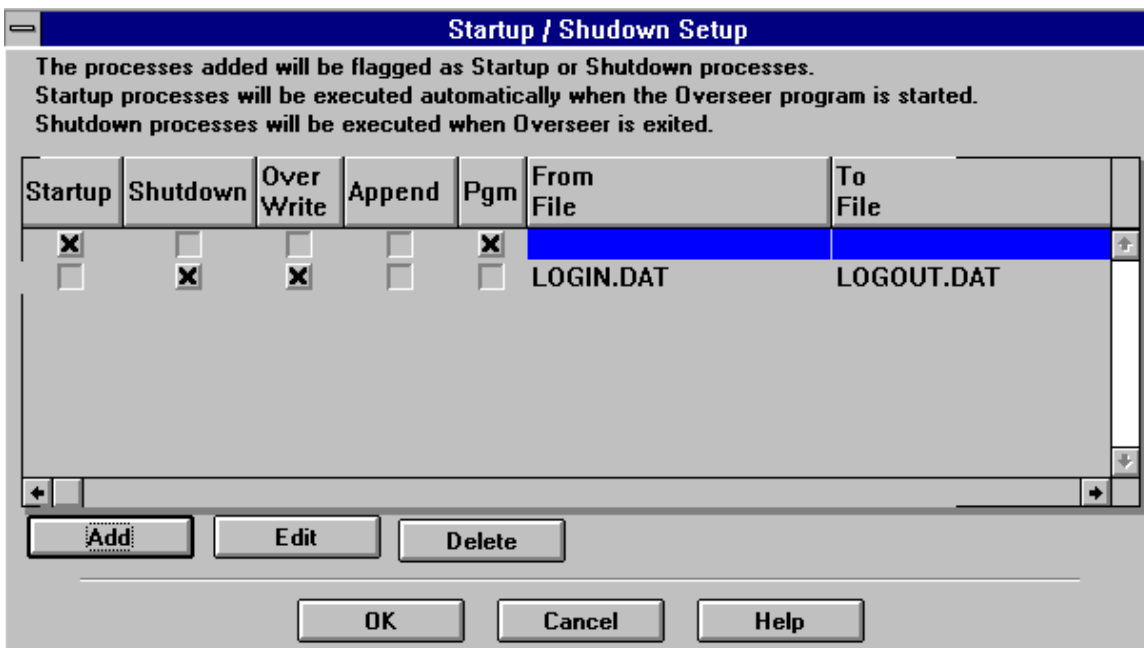 Startup / Shudown Setup
The processes added will be flagged as Startup or Shutdown processes.
Startup processes will be executed automatically when the Overseer program is started.
Shutdown processes will be executed when Overseer is exited.
Startup Shutdown Over Write Append Pgm From File To File
LOGIN.DAT LOGOUT.DAT
Add Edit Delete
OK Cancel Help